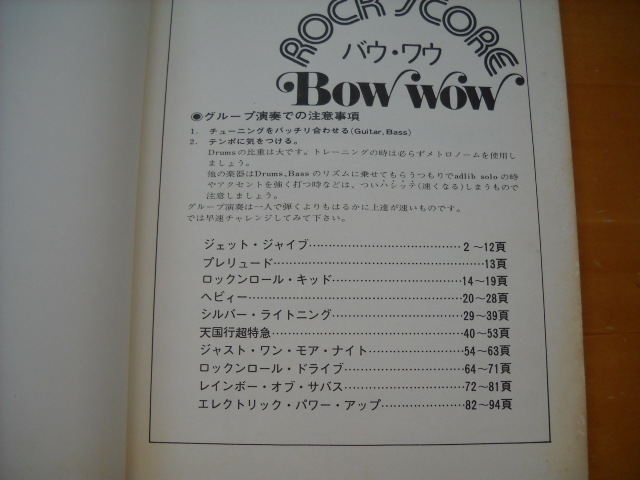 ROCK SCORE
バウ・ワウ
BOW WOW
◉グループ演奏での注意事項
1. チューニングをバッチリ合わせる(Guitar, Bass)
2. テンポに気をつける。
Drumsの比重は大です。トレーニングの時は必らずメトロノームを使用し
ましょう。
他の楽器はDrums, Bassのリズムに乗せてもらうつもりでadlib soloの時
やアクセントを強く打つ時などは、ついハシッテ(速くなる)しまうもので
注意しましょう。
グループ演奏は一人で弾くよりもはるかに上達が速いものです。
では早速チャレンジしてみて下さい。
ジェット・ジャイブ…………………………2～12頁
プレリュード…………………………………13頁
ロックンロール・キッド……………………14～19頁
ヘビィー………………………………………20～28頁
シルバー・ライトニング……………………29～39頁
天国行超特急…………………………………40～53頁
ジャスト・ワン・モア・ナイト……………54～63頁
ロックンロール・ドライブ…………………64～71頁
レインボー・オブ・サバス…………………72～81頁
エレクトリック・パワー・アップ…………82～94頁